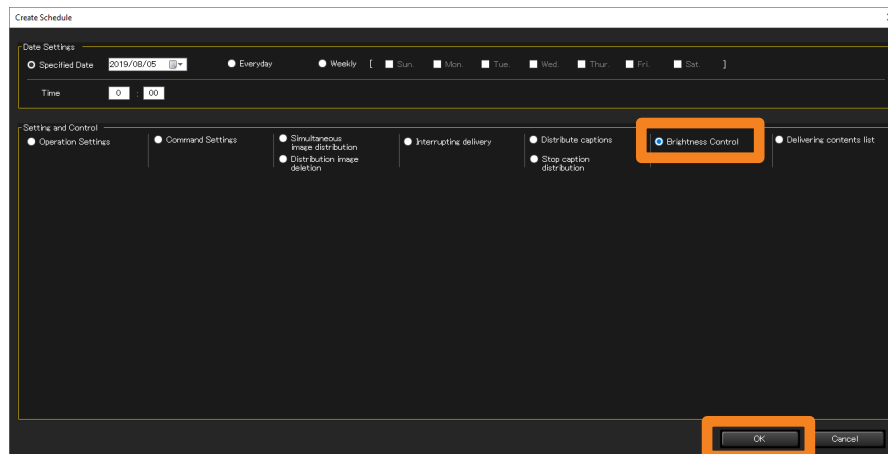 Create Schedule
Date Settings
Specified Date 2019/08/05 Everyday Weekly [ Sun. Mon. Tue. Wed. Thur. Fri. Sat. ]
Time 0 : 00
Setting and Control
Operation Settings Command Settings Simultaneous image distribution Interrupting delivery Distribute captions Brightness Control Delivering contents list
Distribution image deletion Stop caption distribution
OK Cancel